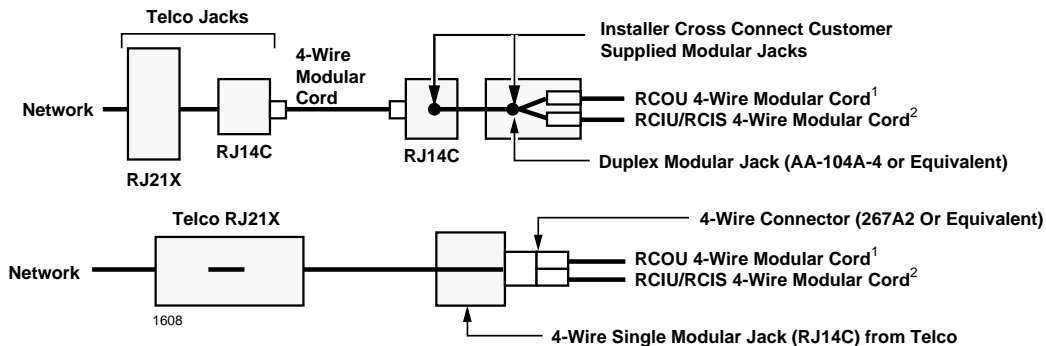 Telco Jacks
4-Wire
Modular
Cord
Installer Cross Connect Customer
Supplied Modular Jacks
Network
RCOU 4-Wire Modular Cord1
RCIU/RCIS 4-Wire Modular Cord2
RJ14C
RJ14C
RJ21X
Duplex Modular Jack (AA-104A-4 or Equivalent)
Telco RJ21X
4-Wire Connector (267A2 Or Equivalent)
Network
RCOU 4-Wire Modular Cord1
RCIU/RCIS 4-Wire Modular Cord2
1608
4-Wire Single Modular Jack (RJ14C) from Telco